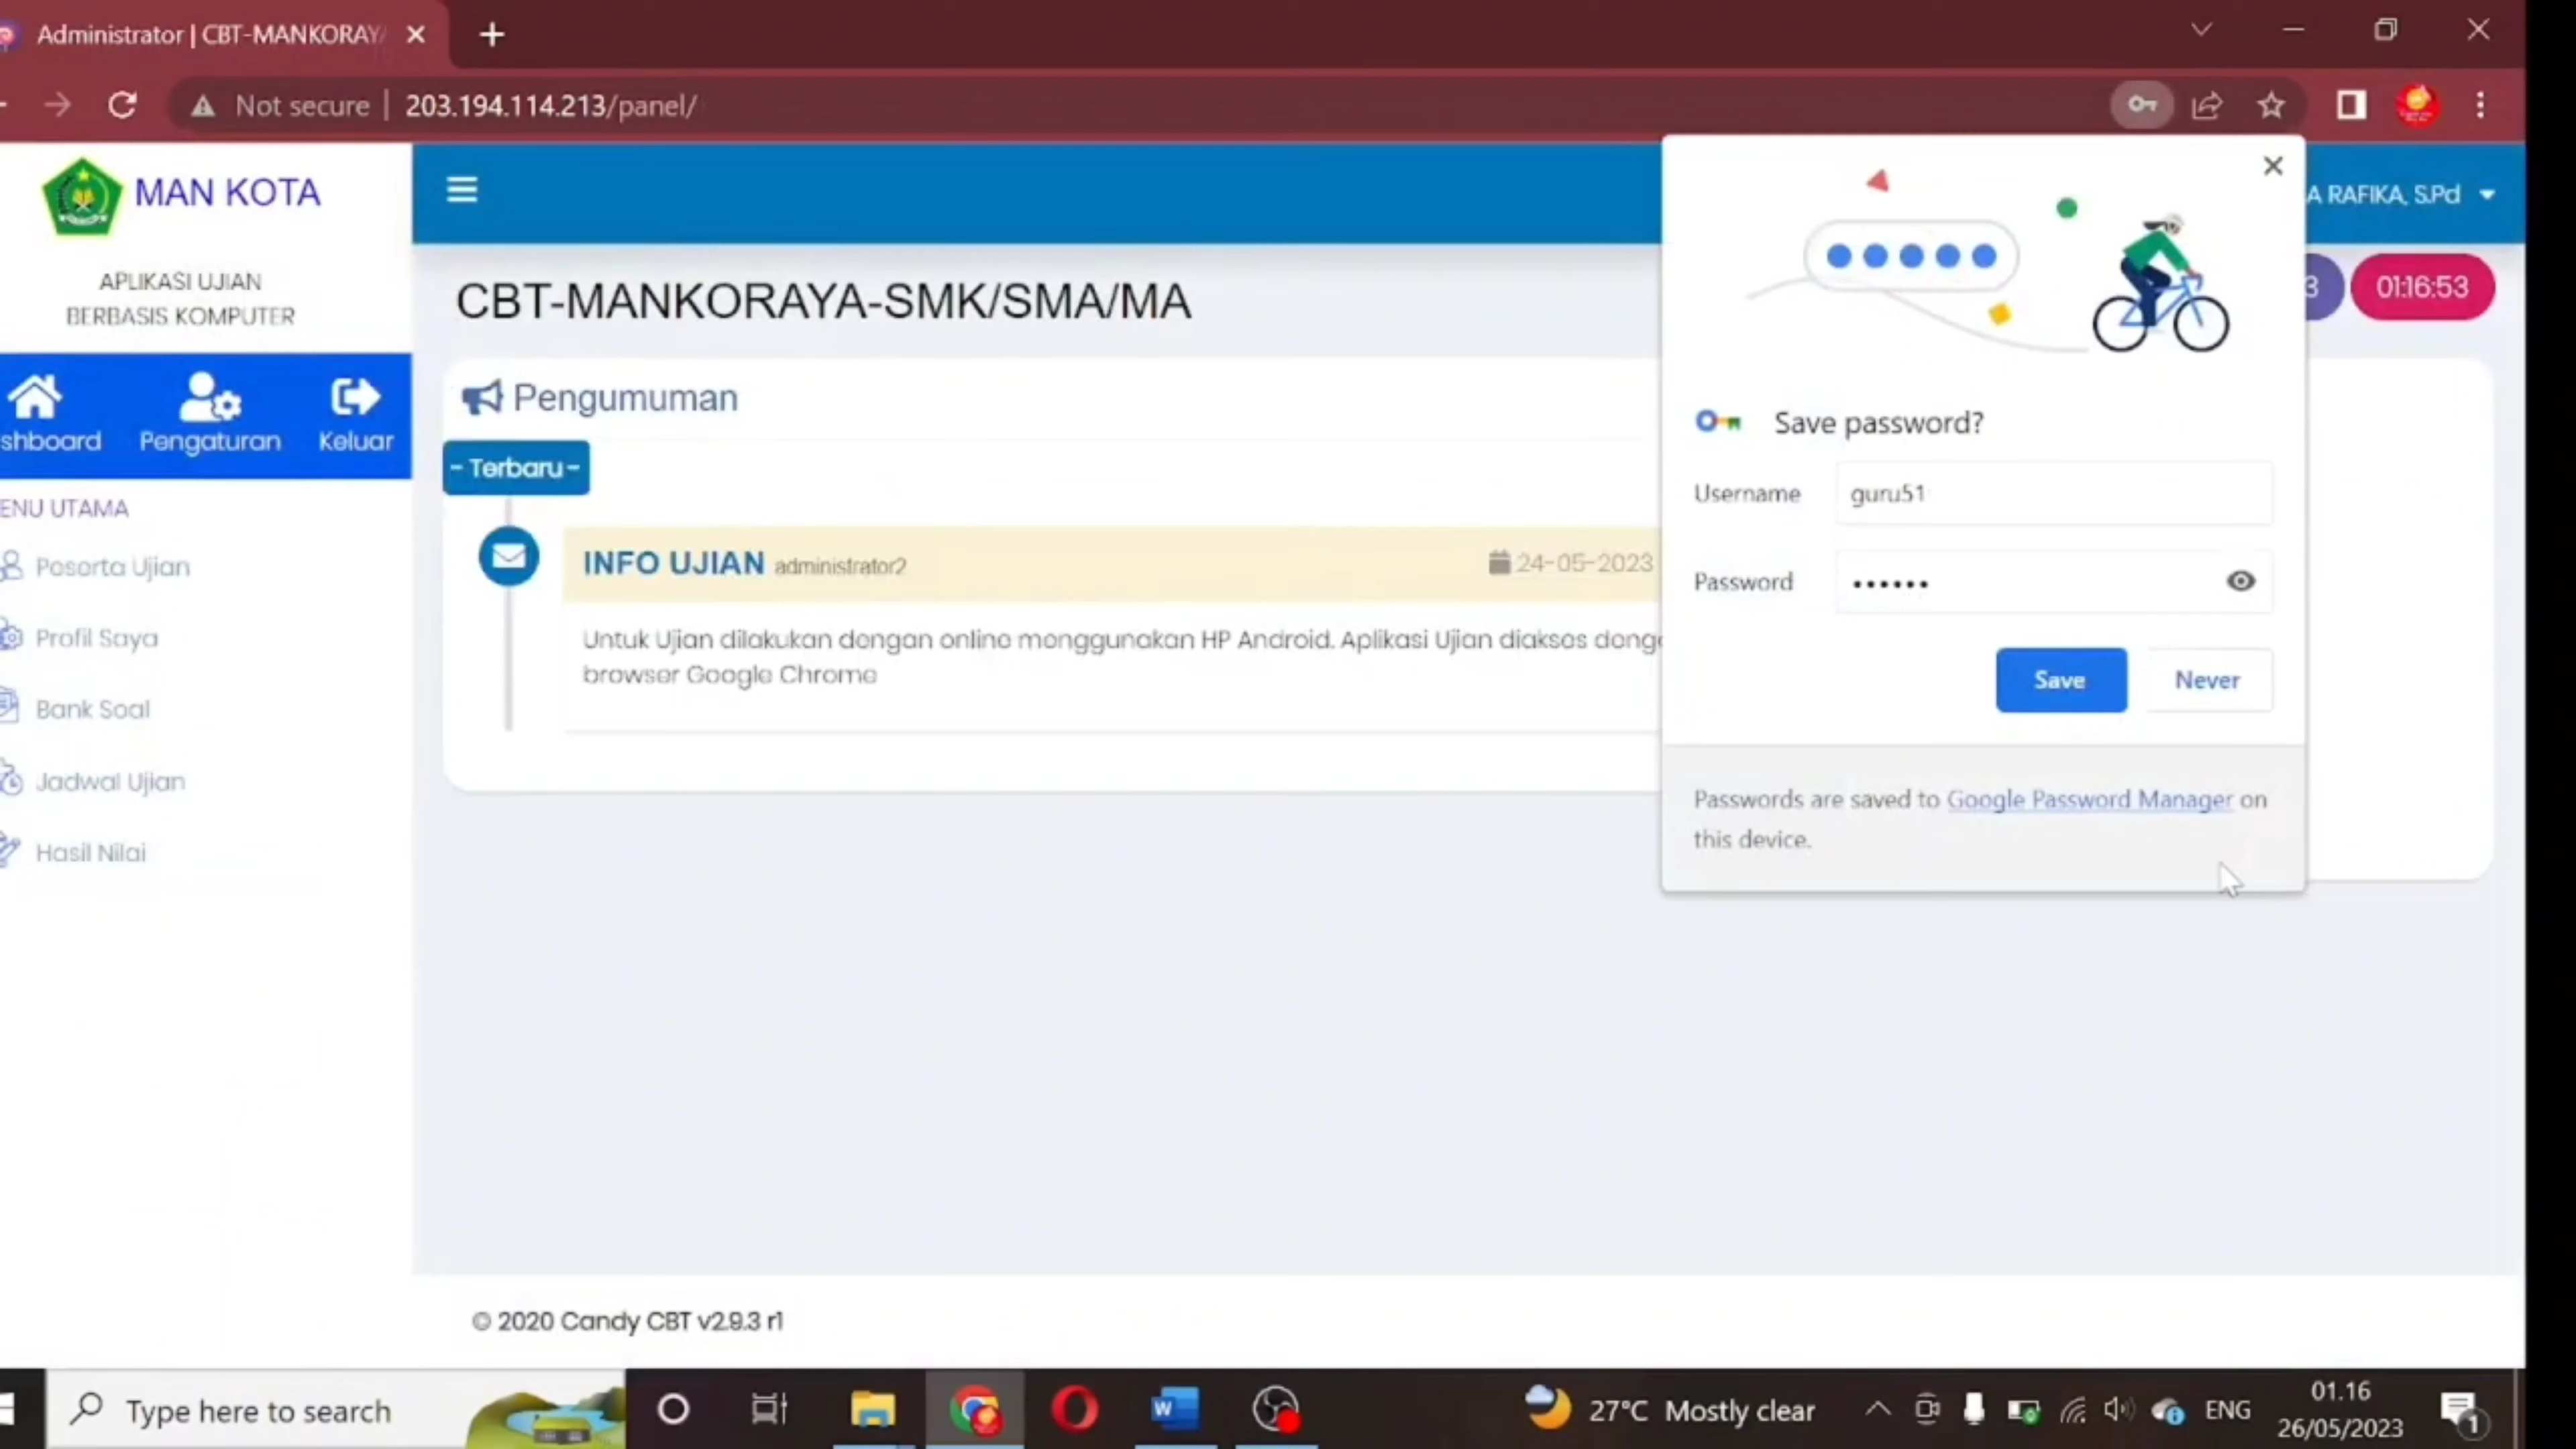 Administrator | CBT-MANKORAY
Not secure | 203.194.114.213/panel/
MAN KOTA
APLIKASI UJIAN
BERBASIS KOMPUTER
shboard
Pengaturan
Keluar
ENU UTAMA
Peserta Ujian
Profil Saya
Bank Soal
Jadwal Ujian
Hasil Nilai
A RAFIKA, S.Pd
CBT-MANKORAYA-SMK/SMA/MA
3
01:16:53
Pengumuman
- Terbaru -
INFO UJIAN administrator2
24-05-2023
Untuk Ujian dilakukan dengan online menggunakan HP Android. Aplikasi Ujian diakses denga
browser Google Chrome
Save password?
Username guru51
Password ••••••
Save
Never
Passwords are saved to Google Password Manager on
this device.
© 2020 Candy CBT v2.9.3 r1
Type here to search
W
27°C Mostly clear
ENG
01.16
26/05/2023
1